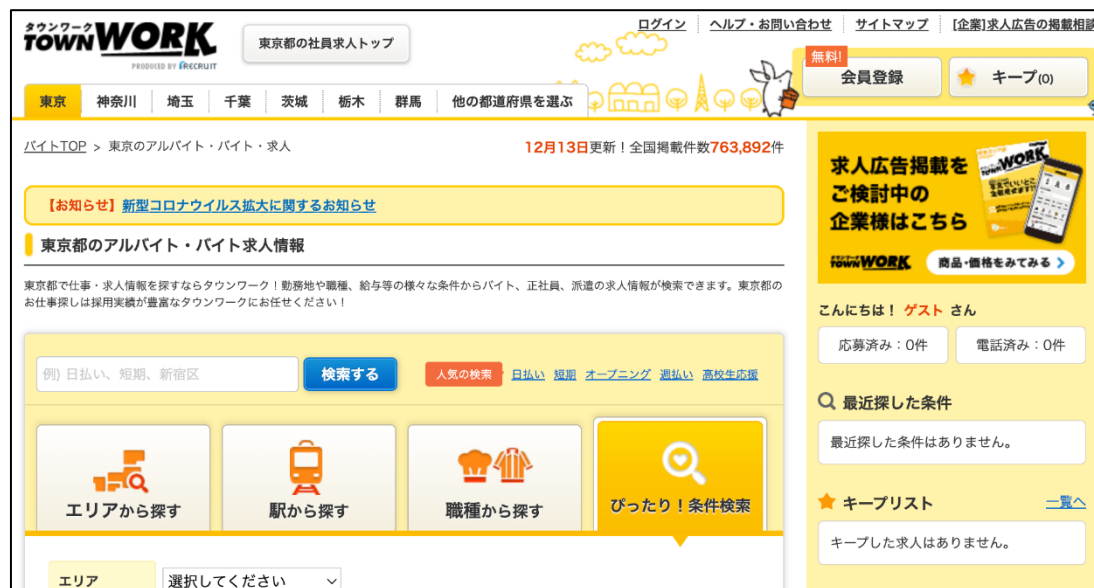 ログイン ヘルプ・お問い合わせ サイトマップ [企業]求人広告の掲載相談
タウンワーク
TOWNWORK
PRODUCED BY RECRUIT
東京都の社員求人トップ
無料!
会員登録
キープ(0)
東京 神奈川 埼玉 千葉 茨城 栃木 群馬 他の都道府県を選ぶ
バイトTOP > 東京のアルバイト・バイト・求人
12月13日更新!全国掲載件数763,892件
【お知らせ】新型コロナウイルス拡大に関するお知らせ
東京都のアルバイト・バイト求人情報
東京都で仕事・求人情報を探すならタウンワーク!勤務地や職種、給与等の様々な条件からバイト、正社員、派遣の求人情報が検索できます。東京都の
お仕事探しは採用実績が豊富なタウンワークにお任せください!
例) 日払い、短期、新宿区
検索する
人気の検索 日払い 短期 オープニング 週払い 高校生応援
エリアから探す
駅から探す
職種から探す
ぴったり!条件検索
エリア
選択してください
求人広告掲載を
ご検討中の
企業様はこちら
WORK
タウンワーク
TOWNWORK
商品・価格をみてみる
こんにちは! ゲスト さん
応募済み:0件
電話済み:0件
最近探した条件
最近探した条件はありません。
キープリスト
一覧へ
キープした求人はありません。